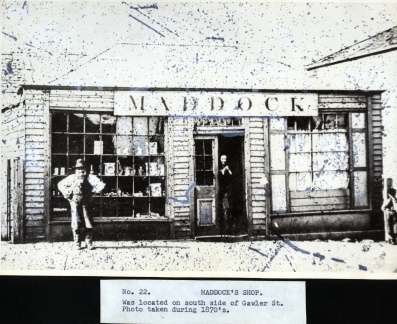 MADDOCK
No. 22. MADDOCK'S SHOP.
Was located on south side of Gawler St.
Photo taken during 1870's.